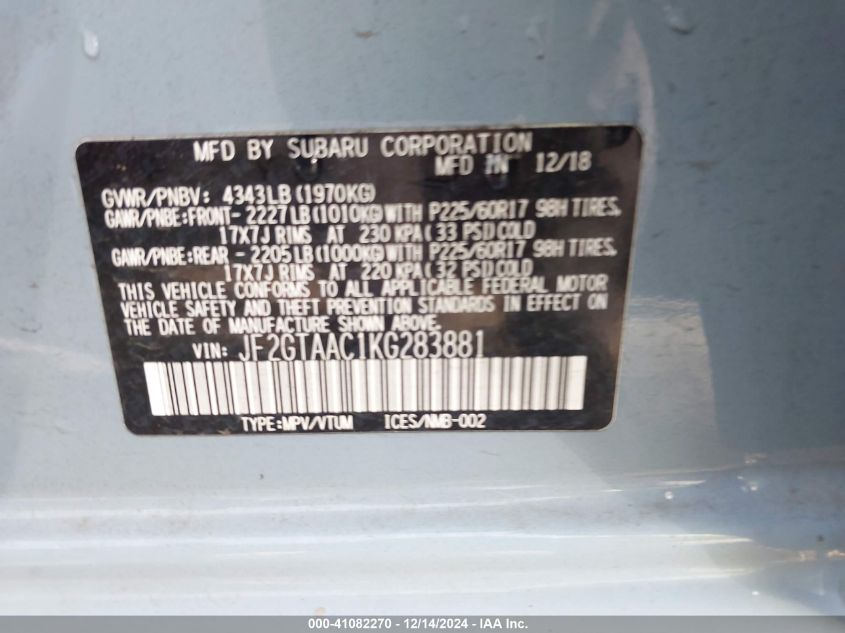 MFD BY SUBARU CORPORATION
MFD IN 12/18
GVWR/PNBV: 4343LB(1970KG)
GAWR/PNBE:FRONT-2227LB(1010KG)WITH P225/60R17 98H TIRES,
17X7J RIMS AT 230 KPA(33 PSI)COLD
GAWR/PNBE:REAR -2205LB(1000KG)WITH P225/60R17 98H TIRES,
17X7J RIMS AT 220 KPA(32 PSI)COLD
THIS VEHICLE CONFORMS TO ALL APPLICABLE FEDERAL MOTOR
VEHICLE SAFETY AND THEFT PREVENTION STANDARDS IN EFFECT ON
THE DATE OF MANUFACTURE SHOWN ABOVE.
VIN: JF2GTAAC1KG283881
TYPE:MPV/VTUM ICES/NMB-002
000-41082270 - 12/14/2024 - IAA Inc.